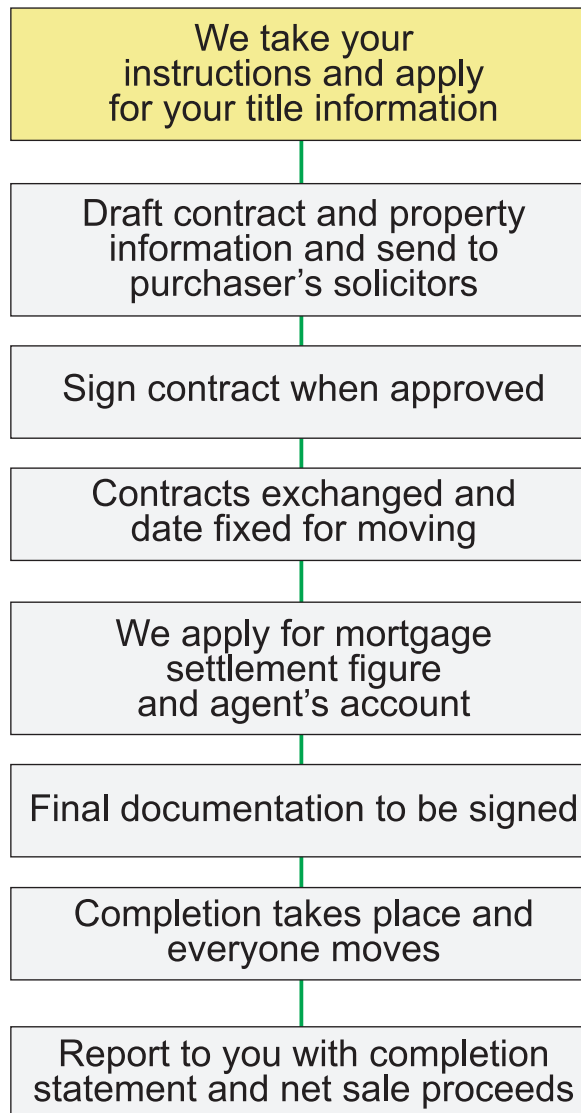 We take your
instructions and apply
for your title information
Draft contract and property
information and send to
purchaser’s solicitors
Sign contract when approved
Contracts exchanged and
date fixed for moving
We apply for mortgage
settlement figure
and agent’s account
Final documentation to be signed
Completion takes place and
everyone moves
Report to you with completion
statement and net sale proceeds